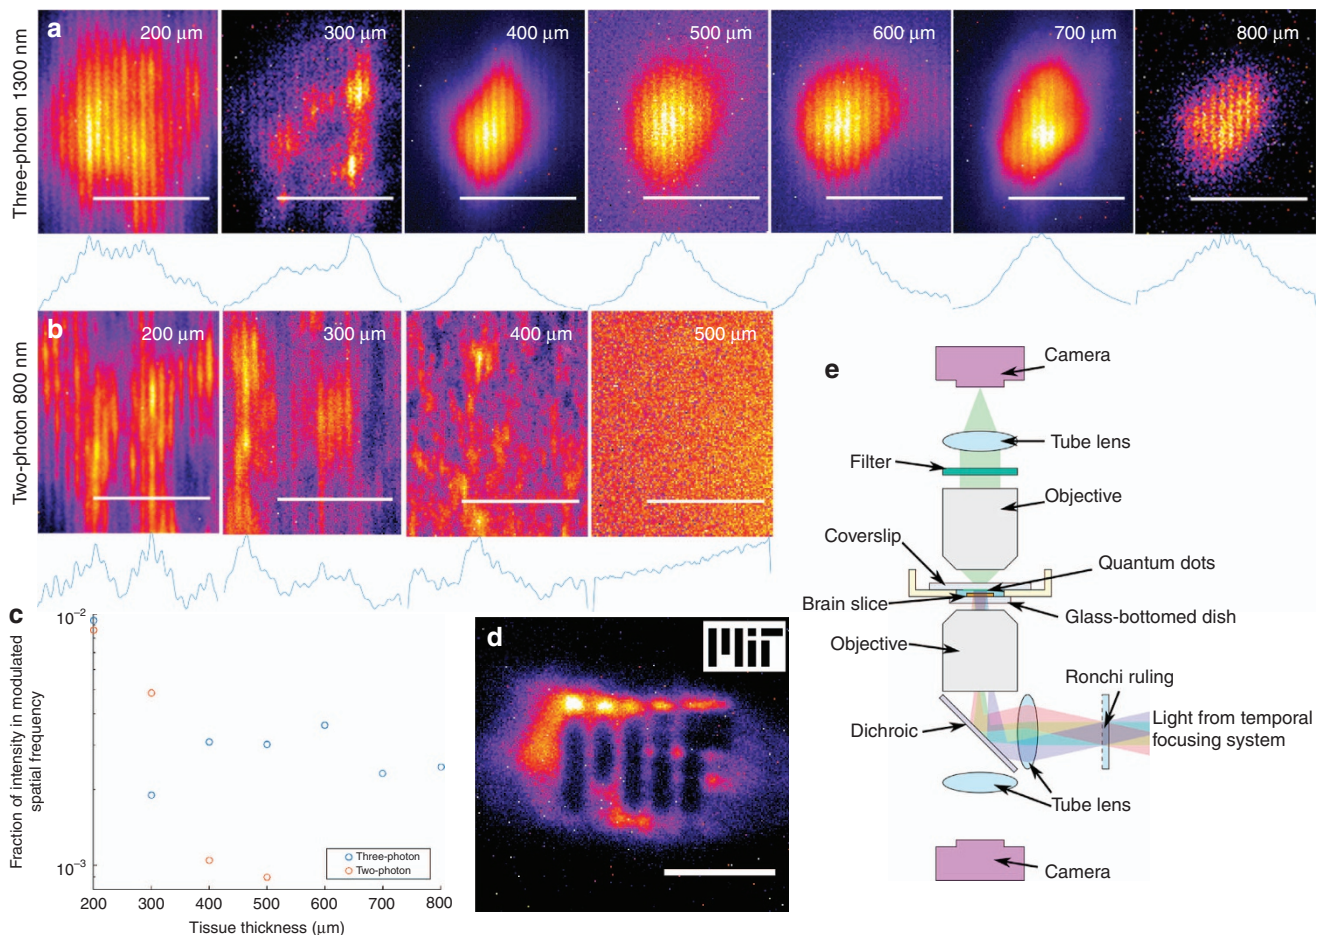 a
200 μm
300 μm
400 μm
500 μm
600 μm
700 μm
800 μm
Three-photon 1300 nm
b
200 μm
300 μm
400 μm
500 μm
Two-photon 800 nm
c
10⁻²
10⁻³
Fraction of intensity in modulated
spatial frequency
Three-photon
Two-photon
200
300
400
500
600
700
800
Tissue thickness (μm)
d
MIT
e
Camera
Tube lens
Filter
Objective
Coverslip
Quantum dots
Brain slice
Glass-bottomed dish
Objective
Ronchi ruling
Dichroic
Light from temporal
focusing system
Tube lens
Camera